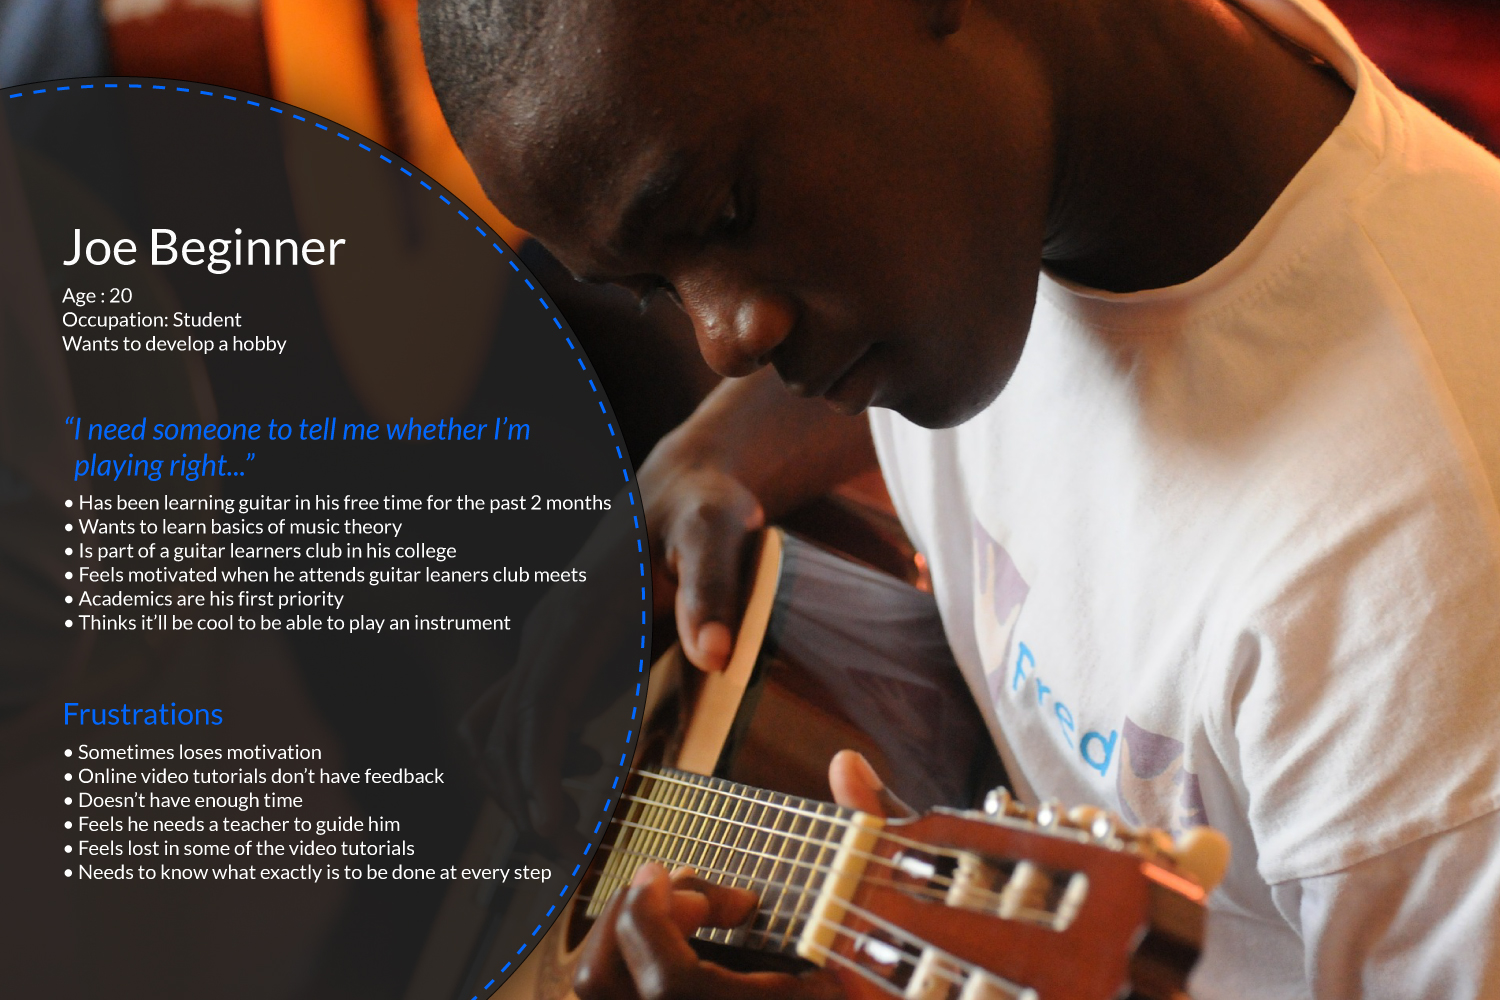 Joe Beginner
Age : 20
Occupation: Student
Wants to develop a hobby
“I need someone to tell me whether I’m
playing right...”
• Has been learning guitar in his free time for the past 2 months
• Wants to learn basics of music theory
• Is part of a guitar learners club in his college
• Feels motivated when he attends guitar leaners club meets
• Academics are his first priority
• Thinks it’ll be cool to be able to play an instrument
Frustrations
• Sometimes loses motivation
• Online video tutorials don’t have feedback
• Doesn’t have enough time
• Feels he needs a teacher to guide him
• Feels lost in some of the video tutorials
• Needs to know what exactly is to be done at every step
Fred